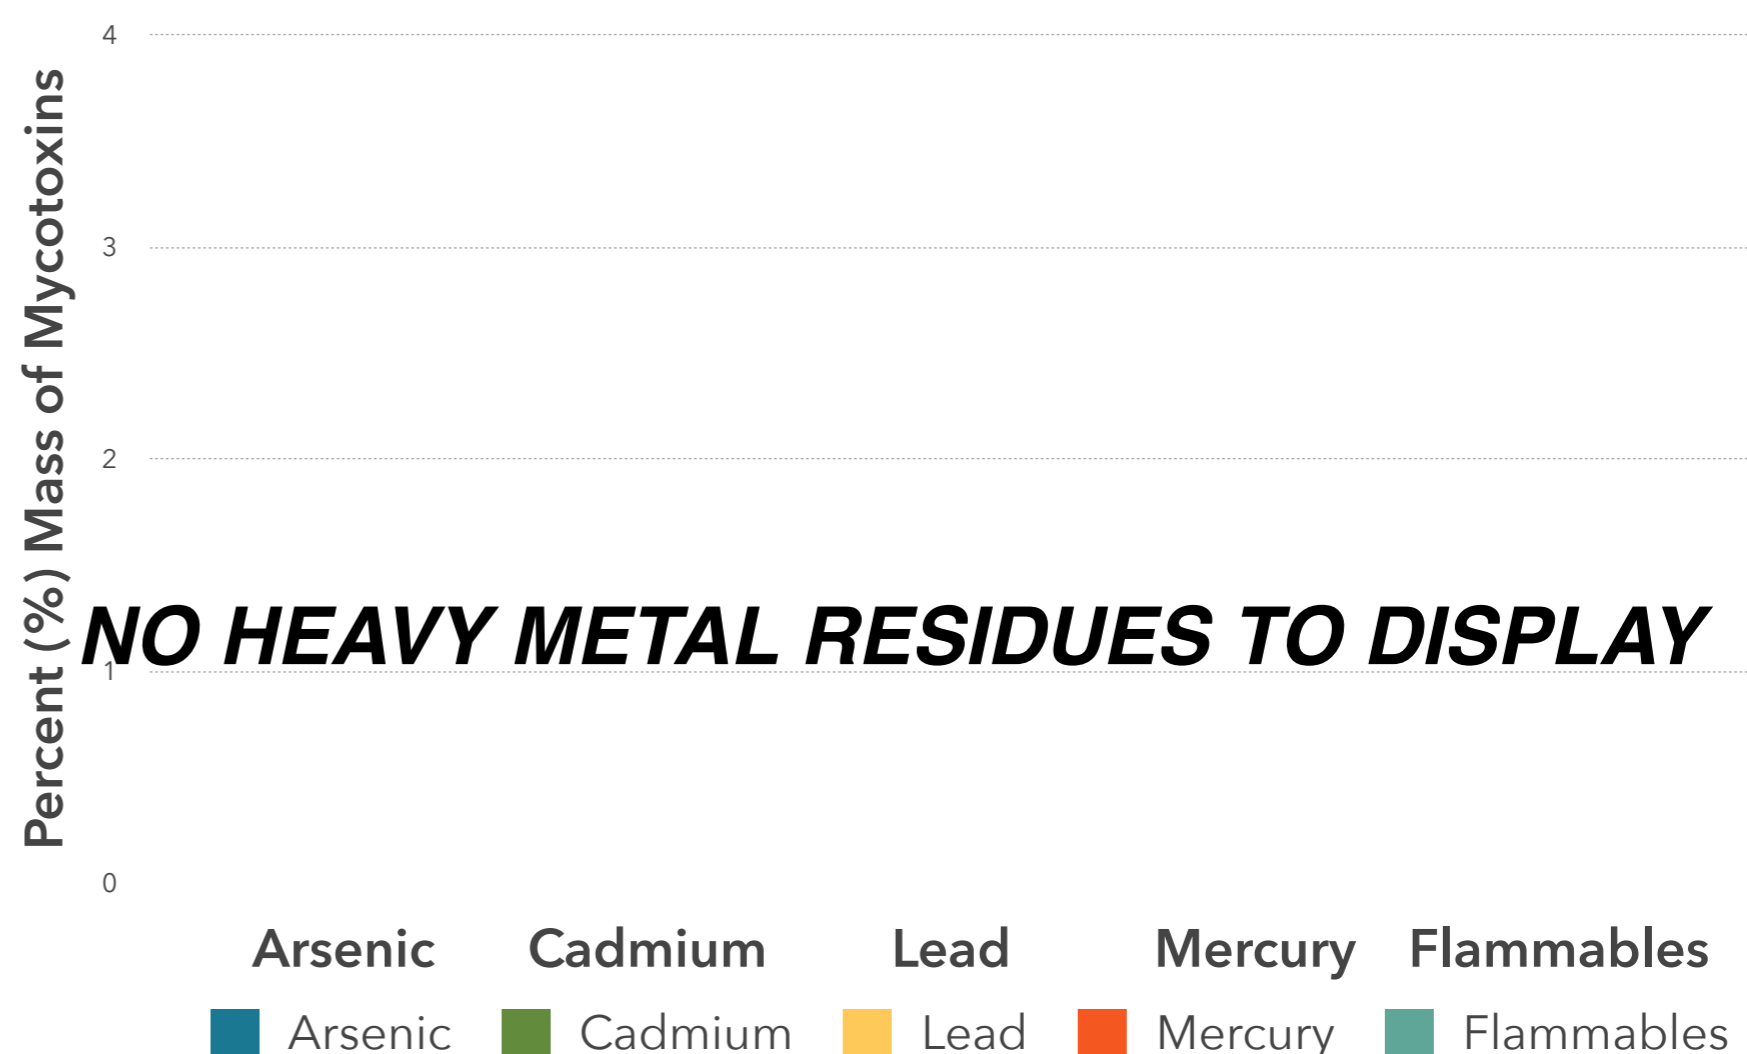 Percent (%) Mass of Mycotoxins
4
3
2
1
0
NO HEAVY METAL RESIDUES TO DISPLAY
Arsenic Cadmium Lead Mercury Flammables
Arsenic Cadmium Lead Mercury Flammables